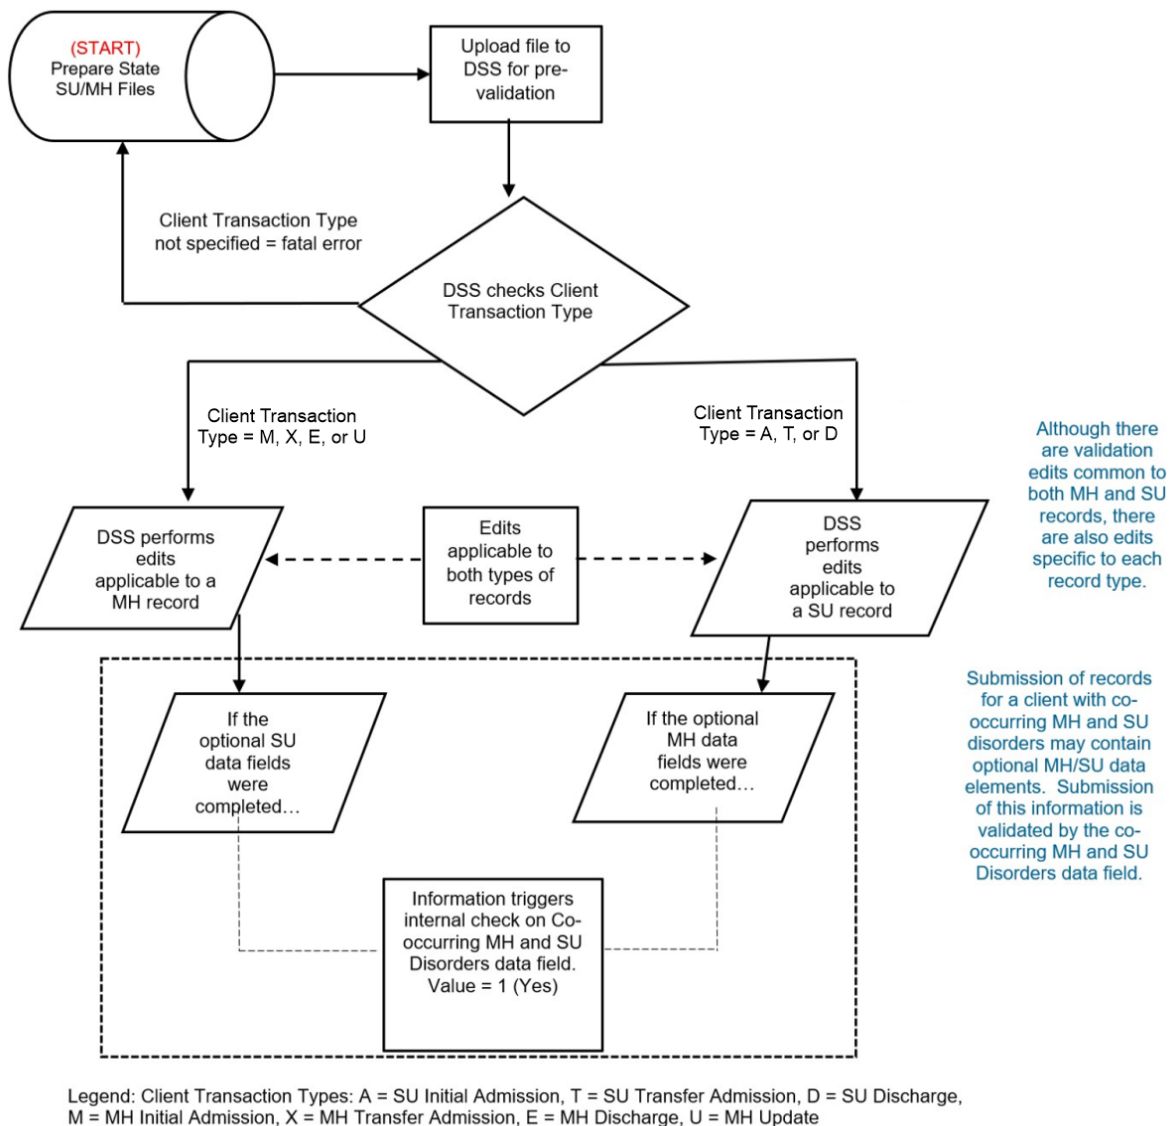 (START)
Prepare State
SU/MH Files
Upload file to
DSS for pre-
validation
Client Transaction Type
not specified = fatal error
DSS checks Client
Transaction Type
Client Transaction
Type = M, X, E, or U
Client Transaction
Type = A, T, or D
Although there
are validation
edits common to
both MH and SU
records, there
are also edits
specific to each
record type.
DSS performs
edits
applicable to a
MH record
Edits
applicable to
both types of
records
DSS
performs
edits
applicable to
a SU record
Submission of records
for a client with co-
occurring MH and SU
disorders may contain
optional MH/SU data
elements.  Submission
of this information is
validated by the co-
occurring MH and SU
Disorders data field.
If the
optional SU
data fields
were
completed…
If the optional
MH data
fields were
completed…
Information triggers
internal check on Co-
occurring MH and SU
Disorders data field.
Value = 1 (Yes)
Legend: Client Transaction Types: A = SU Initial Admission, T = SU Transfer Admission, D = SU Discharge,
M = MH Initial Admission, X = MH Transfer Admission, E = MH Discharge, U = MH Update